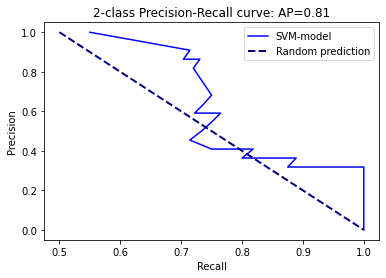 2-class Precision-Recall curve: AP=0.81
SVM-model
Random prediction
Precision
1.0
0.8
0.6
0.4
0.2
0.0
0.5 0.6 0.7 0.8 0.9 1.0
Recall